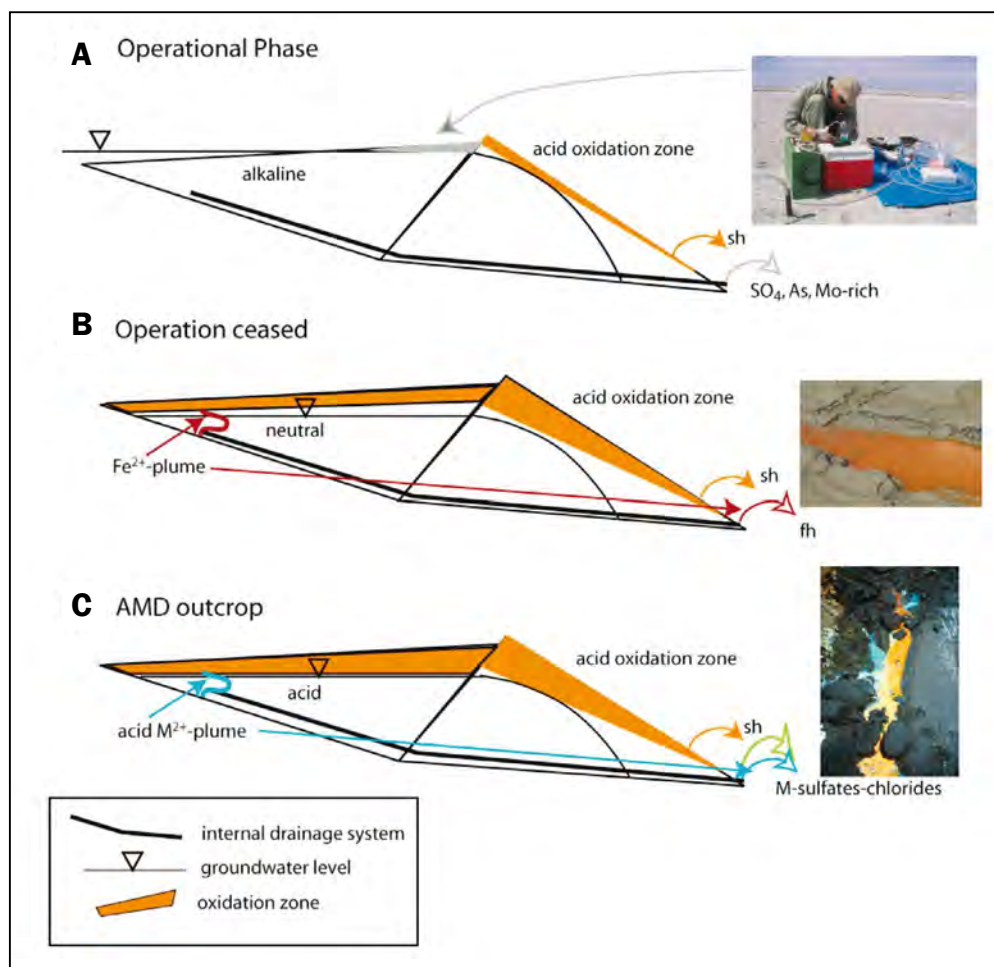 A Operational Phase
alkaline
acid oxidation zone
sh
SO₄, As, Mo-rich
B Operation ceased
acid oxidation zone
neutral
Fe²⁺-plume
sh
fh
C AMD outcrop
acid oxidation zone
acid
acid M²⁺-plume
sh
M-sulfates-chlorides
internal drainage system
groundwater level
oxidation zone